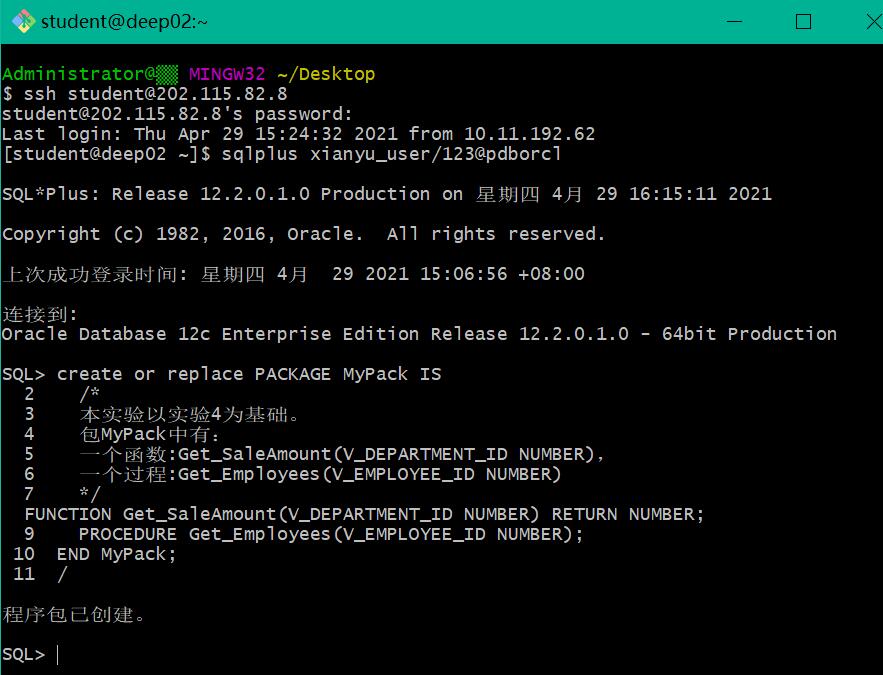 student@deep02:~
Administrator@▒▒ MINGW32 ~/Desktop
$ ssh student@202.115.82.8
student@202.115.82.8's password:
Last login: Thu Apr 29 15:24:32 2021 from 10.11.192.62
[student@deep02 ~]$ sqlplus xianyu_user/123@pdborcl
SQL*Plus: Release 12.2.0.1.0 Production on 星期四 4月 29 16:15:11 2021
Copyright (c) 1982, 2016, Oracle.  All rights reserved.
上次成功登录时间: 星期四 4月  29 2021 15:06:56 +08:00
连接到:
Oracle Database 12c Enterprise Edition Release 12.2.0.1.0 - 64bit Production
SQL> create or replace PACKAGE MyPack IS
  2    /*
  3    本实验以实验4为基础。
  4    包MyPack中有：
  5    一个函数:Get_SaleAmount(V_DEPARTMENT_ID NUMBER)，
  6    一个过程:Get_Employees(V_EMPLOYEE_ID NUMBER)
  7    */
  FUNCTION Get_SaleAmount(V_DEPARTMENT_ID NUMBER) RETURN NUMBER;
  9    PROCEDURE Get_Employees(V_EMPLOYEE_ID NUMBER);
 10  END MyPack;
 11  /
程序包已创建。
SQL>